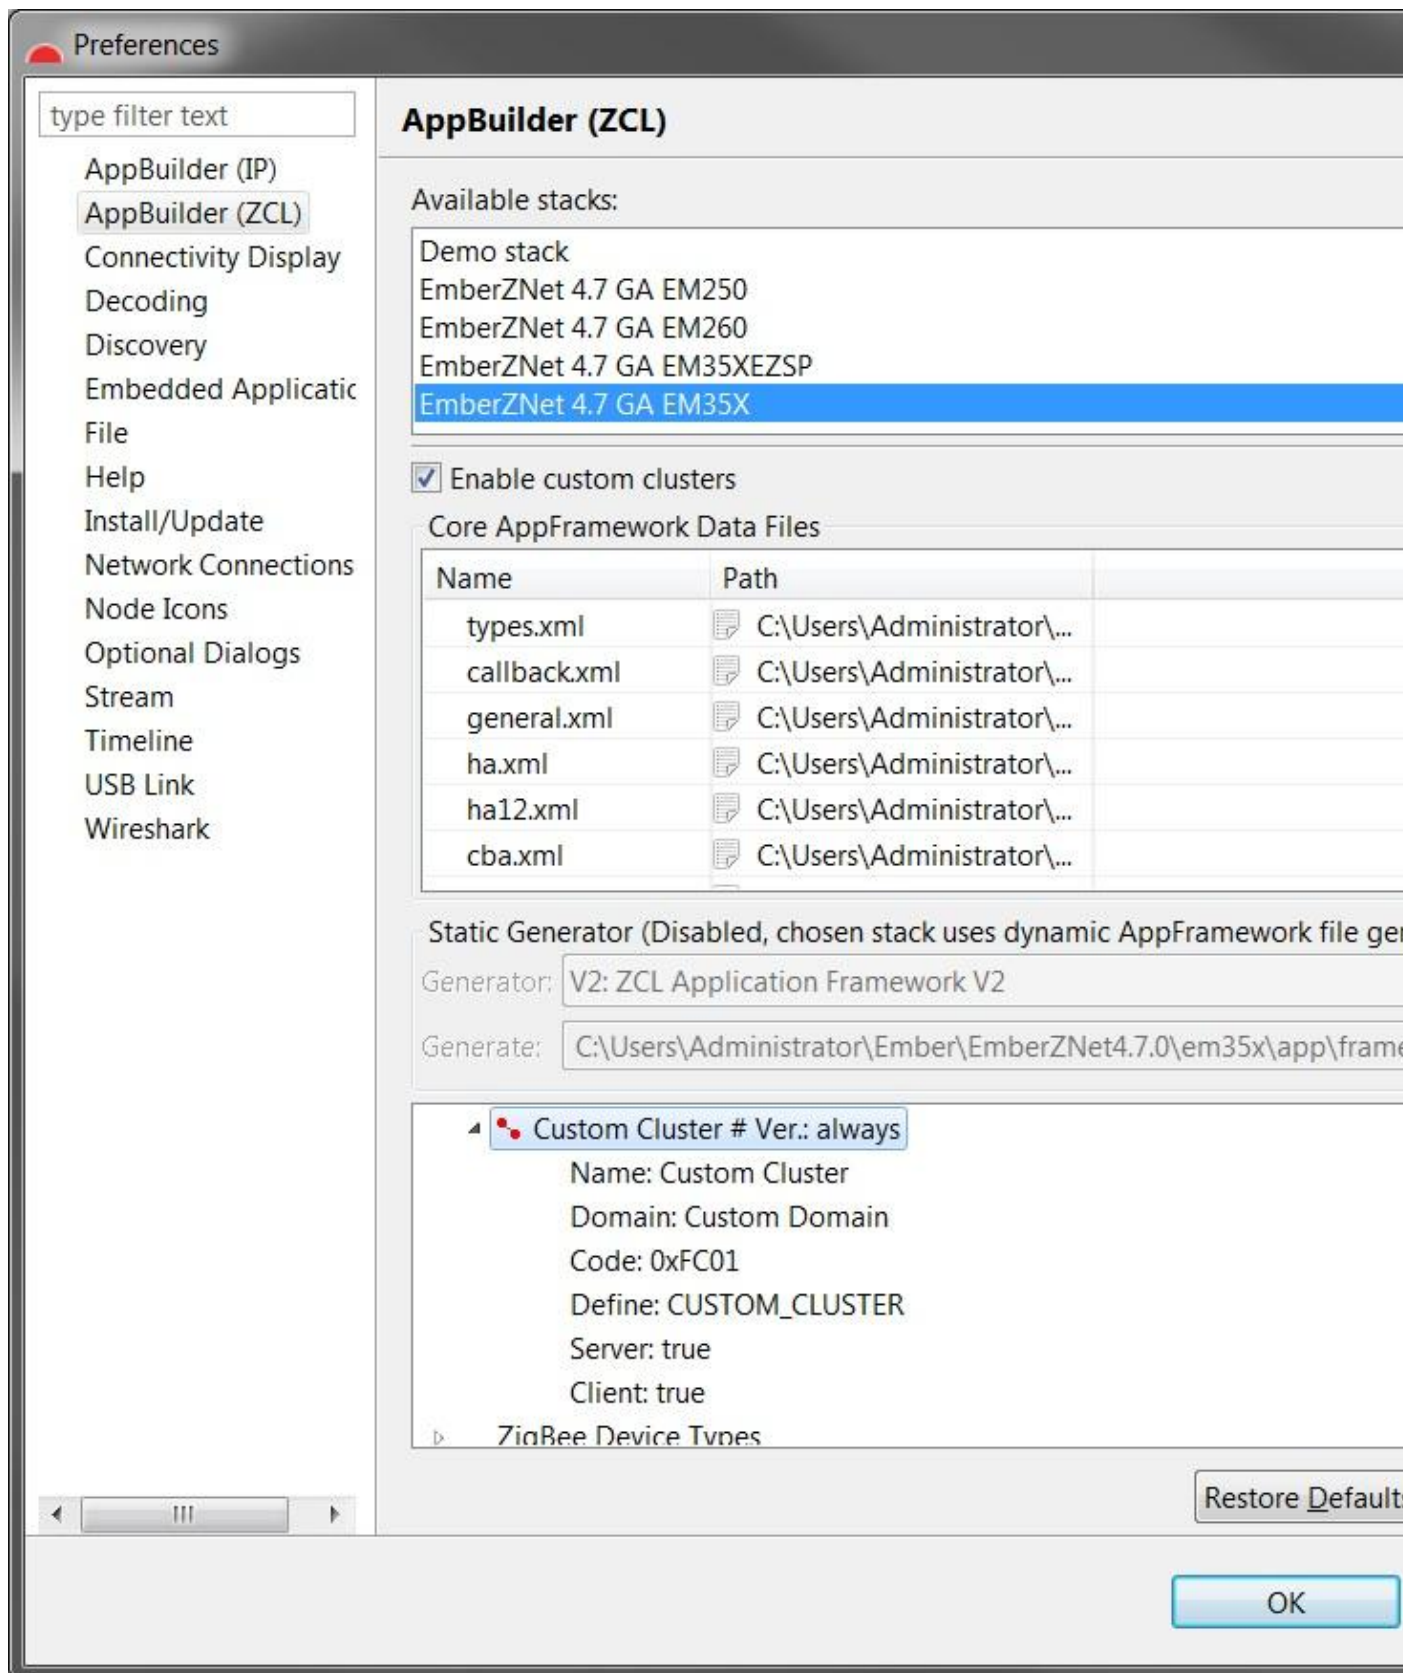 Preferences
type filter text
AppBuilder (IP)
AppBuilder (ZCL)
Connectivity Display
Decoding
Discovery
Embedded Applicatic
File
Help
Install/Update
Network Connections
Node Icons
Optional Dialogs
Stream
Timeline
USB Link
Wireshark
AppBuilder (ZCL)
Available stacks:
Demo stack
EmberZNet 4.7 GA EM250
EmberZNet 4.7 GA EM260
EmberZNet 4.7 GA EM35XEZSP
EmberZNet 4.7 GA EM35X
Enable custom clusters
Core AppFramework Data Files
Name Path
types.xml C:\Users\Administrator\...
callback.xml C:\Users\Administrator\...
general.xml C:\Users\Administrator\...
ha.xml C:\Users\Administrator\...
ha12.xml C:\Users\Administrator\...
cba.xml C:\Users\Administrator\...
Static Generator (Disabled, chosen stack uses dynamic AppFramework file ger
Generator: V2: ZCL Application Framework V2
Generate: C:\Users\Administrator\Ember\EmberZNet4.7.0\em35x\app\frame
Custom Cluster # Ver.: always
Name: Custom Cluster
Domain: Custom Domain
Code: 0xFC01
Define: CUSTOM_CLUSTER
Server: true
Client: true
ZigBee Device Types
Restore Defaults
OK